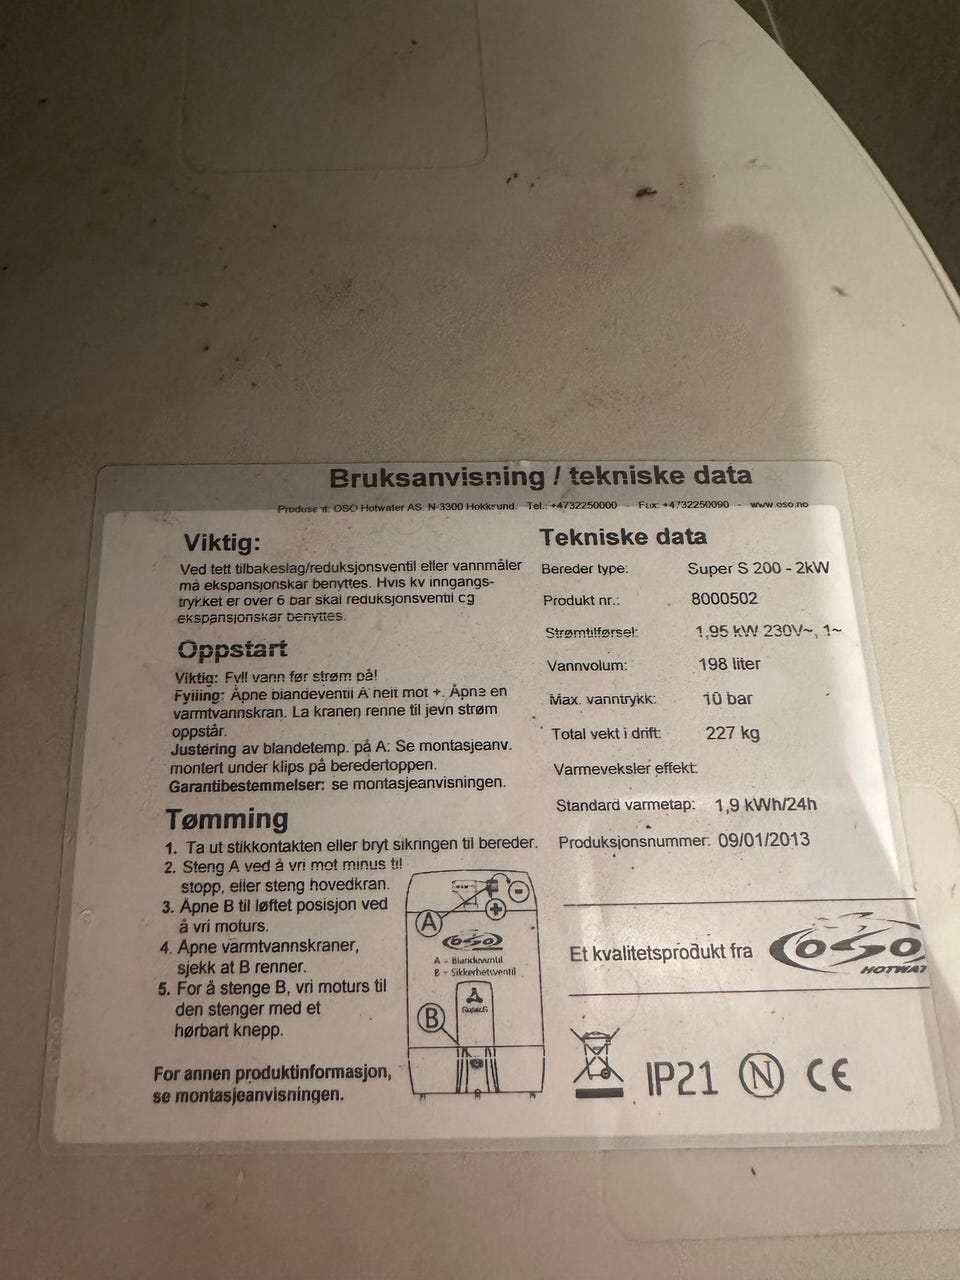 Bruksanvisning / tekniske data
Produsent: OSO Hotwater AS. N-3300 Hokksund. Tel.: +4732250000 - Fax: +4732250090 - www.oso.no
Viktig:
Ved tett tilbakeslag/reduksjonsventil eller vannmåler
må ekspansjonskar benyttes. Hvis kv inngangs-
trykket er over 6 bar skal reduksjonsventil og
ekspansjonskar benyttes.
Oppstart
Viktig: Fyll vann før strøm på!
Fylling: Åpne blandeventil A helt mot +. Åpne en
varmtvannskran. La kranen renne til jevn strøm
oppstår.
Justering av blandetemp. på A: Se montasjeanv.
montert under klips på beredertoppen.
Garantibestemmelser: se montasjeanvisningen.
Tømming
1. Ta ut stikkontakten eller bryt sikringen til bereder.
2. Steng A ved å vri mot minus til
stopp, eller steng hovedkran.
3. Åpne B til løftet posisjon ved
å vri moturs.
4. Åpne varmtvannskraner,
sjekk at B renner.
5. For å stenge B, vri moturs til
den stenger med et
hørbart knepp.
For annen produktinformasjon,
se montasjeanvisningen.
A
- +
OSO
A - Blandeventil
B - Sikkerhetsventil
SuperS
B
Tekniske data
Bereder type: Super S 200 - 2kW
Produkt nr.: 8000502
Strømtilførsel: 1,95 kW 230V~, 1~
Vannvolum: 198 liter
Max. vanntrykk: 10 bar
Total vekt i drift: 227 kg
Varmeveksler effekt:
Standard varmetap: 1,9 kWh/24h
Produksjonsnummer: 09/01/2013
Et kvalitetsprodukt fra OSO
HOTWAT
IP21 N CE